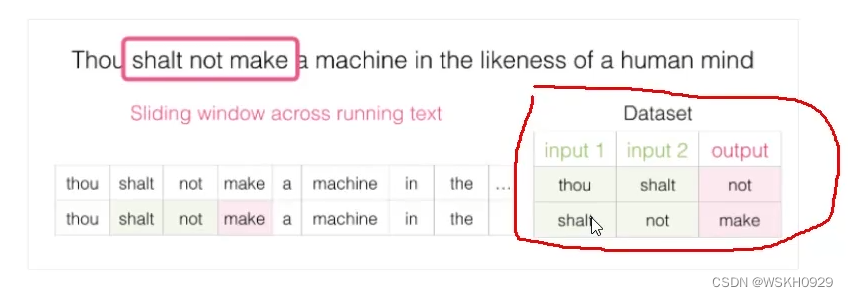 Thou shalt not make a machine in the likeness of a human mind
Sliding window across running text
Dataset
input 1 input 2 output
thou shalt not make a machine in the ...
thou shalt not
thou shalt not make a machine in the
shalt not make
CSDN @WSKH0929